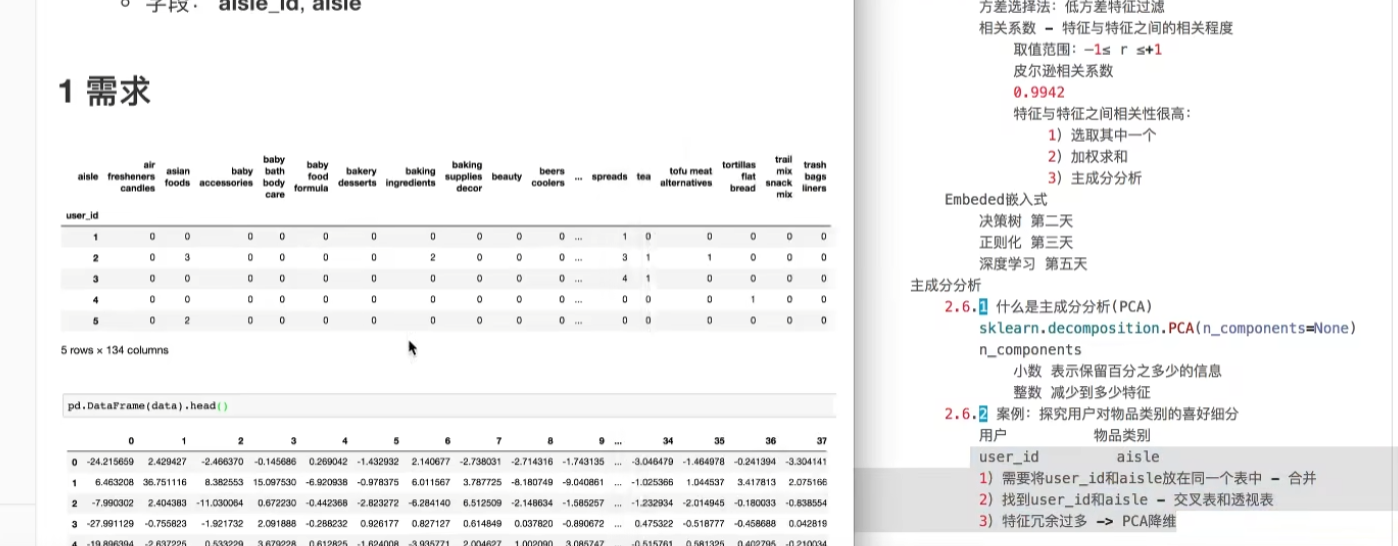 字段： aisle_id, aisle
1 需求
aisle air fresheners candles asian foods baby accessories baby bath body care baby food formula bakery desserts baking ingredients baking supplies decor beauty beers coolers ... spreads tea tofu meat alternatives tortillas flat bread trail mix snack mix trash bags liners
user_id
1 0 0 0 0 0 0 0 0 0 0 ... 1 0 0 0 0 0
2 0 3 0 0 0 0 2 0 0 0 ... 3 1 1 0 0 0
3 0 0 0 0 0 0 0 0 0 0 ... 4 1 0 0 0 0
4 0 0 0 0 0 0 0 0 0 0 ... 0 0 0 1 0 0
5 0 2 0 0 0 0 0 0 0 0 ... 0 0 0 0 0 0
5 rows × 134 columns
pd.DataFrame(data).head()
0 1 2 3 4 5 6 7 8 9 ... 34 35 36 37
0 -24.215659 2.429427 -2.466370 -0.145686 0.269042 -1.432932 2.140677 -2.738031 -2.714316 -1.743135 ... -3.046479 -1.464978 -0.241394 -3.304141
1 6.463208 36.751116 8.382553 15.097530 -6.920938 -0.978375 6.011567 3.787725 -8.180749 -9.040861 ... -1.025366 1.044537 3.417813 2.075166
2 -7.990302 2.404383 -11.030064 0.672230 -0.442368 -2.823272 -6.284140 6.512509 -2.148634 -1.585257 ... -1.232934 -2.014945 -0.180033 -0.838554
3 -27.991129 -0.755823 -1.921732 2.091888 -0.288232 0.926177 0.827127 0.614849 0.037820 -0.890672 ... 0.475322 -0.518777 -0.458688 0.042819
4 -19.896394 -2.637225 0.533229 3.679228 0.612825 -1.624008 -3.935771 2.004627 1.002090 3.085747 ... -0.515761 0.581325 0.402795 -0.210034
方差选择法：低方差特征过滤
相关系数 - 特征与特征之间的相关程度
取值范围：–1≤ r ≤+1
皮尔逊相关系数
0.9942
特征与特征之间相关性很高：
1）选取其中一个
2）加权求和
3）主成分分析
Embeded嵌入式
决策树 第二天
正则化 第三天
深度学习 第五天
主成分分析
2.6.1 什么是主成分分析(PCA)
sklearn.decomposition.PCA(n_components=None)
n_components
小数 表示保留百分之多少的信息
整数 减少到多少特征
2.6.2 案例：探究用户对物品类别的喜好细分
用户 物品类别
user_id aisle
1）需要将user_id和aisle放在同一个表中 - 合并
2）找到user_id和aisle - 交叉表和透视表
3）特征冗余过多 -> PCA降维